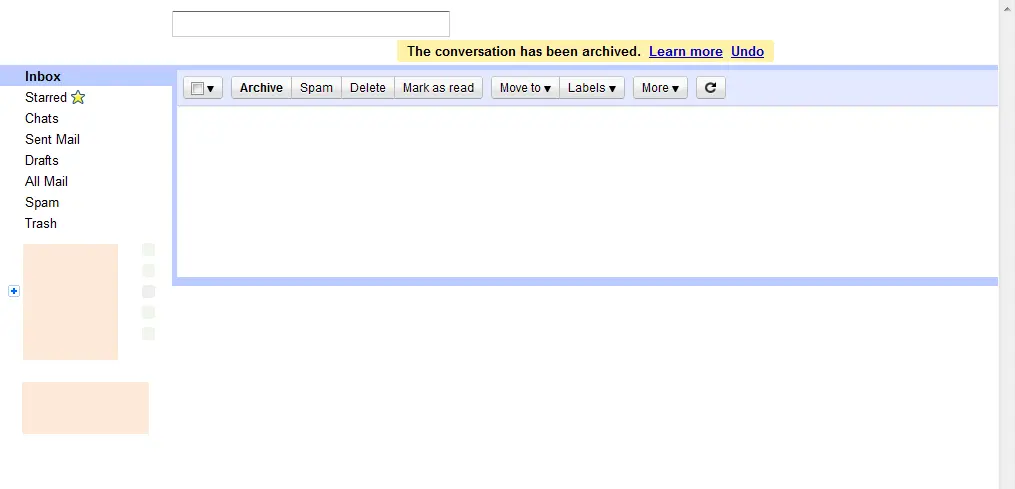 The conversation has been archived. Learn more Undo
Inbox
Archive Spam Delete Mark as read Move to Labels More
Starred
Chats
Sent Mail
Drafts
All Mail
Spam
Trash